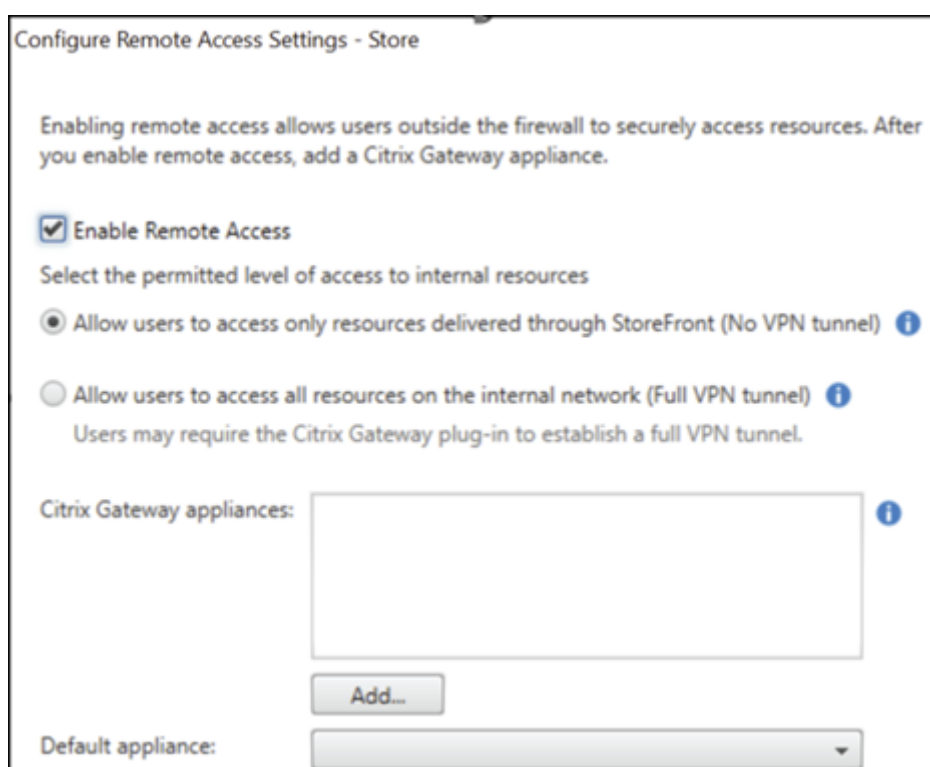 Configure Remote Access Settings - Store
Enabling remote access allows users outside the firewall to securely access resources. After
you enable remote access, add a Citrix Gateway appliance.
Enable Remote Access
Select the permitted level of access to internal resources
Allow users to access only resources delivered through StoreFront (No VPN tunnel)
Allow users to access all resources on the internal network (Full VPN tunnel)
Users may require the Citrix Gateway plug-in to establish a full VPN tunnel.
Citrix Gateway appliances:
Add...
Default appliance: